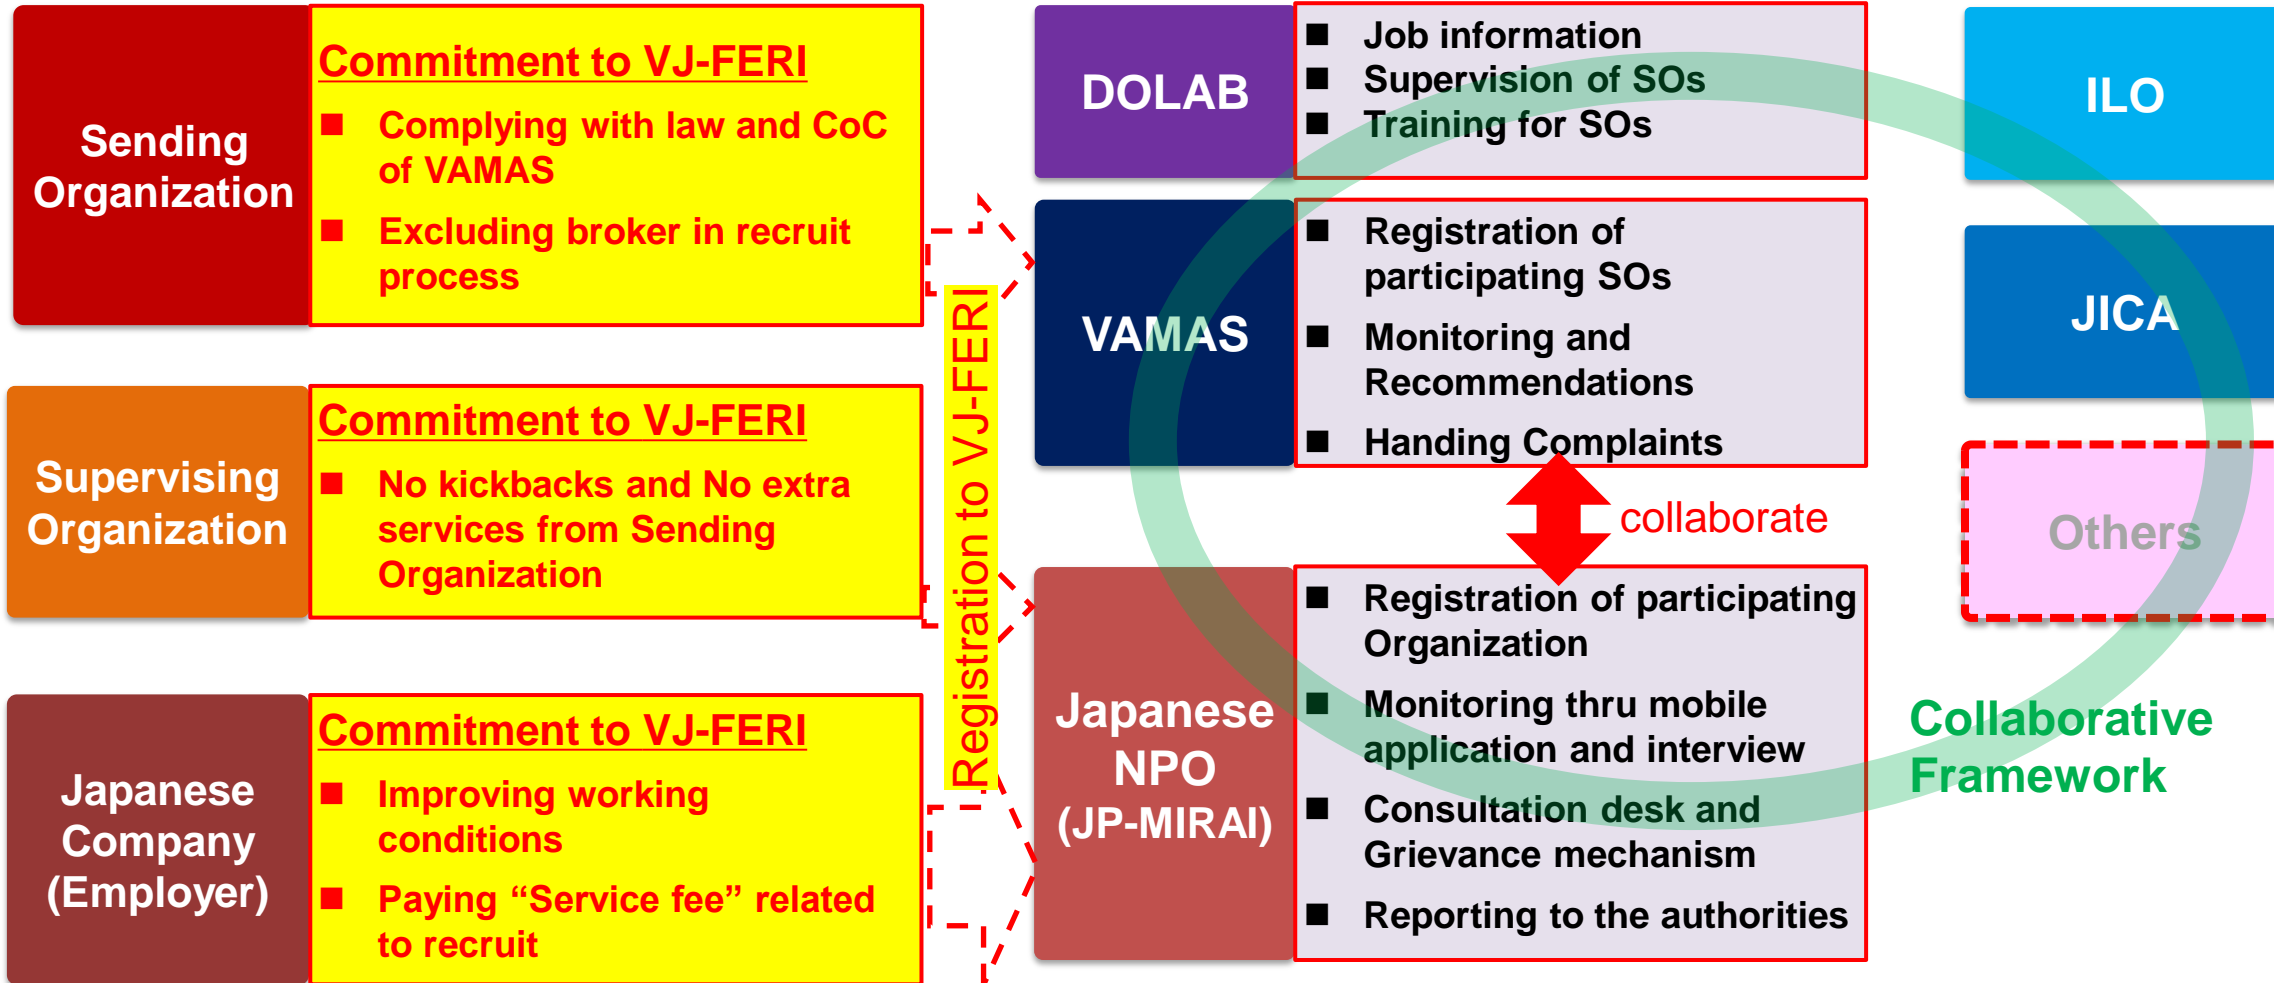 Sending
Organization
Commitment to VJ-FERI
■ Complying with law and CoC
of VAMAS
■ Excluding broker in recruit
process
Supervising
Organization
Commitment to VJ-FERI
■ No kickbacks and No extra
services from Sending
Organization
Japanese
Company
(Employer)
Commitment to VJ-FERI
■ Improving working
conditions
■ Paying “Service fee” related
to recruit
Registration to VJ-FERI
DOLAB
■ Job information
■ Supervision of SOs
■ Training for SOs
VAMAS
■ Registration of
participating SOs
■ Monitoring and
Recommendations
■ Handing Complaints
collaborate
Japanese
NPO
(JP-MIRAI)
■ Registration of participating
Organization
■ Monitoring thru mobile
application and interview
■ Consultation desk and
Grievance mechanism
■ Reporting to the authorities
ILO
JICA
Others
Collaborative
Framework